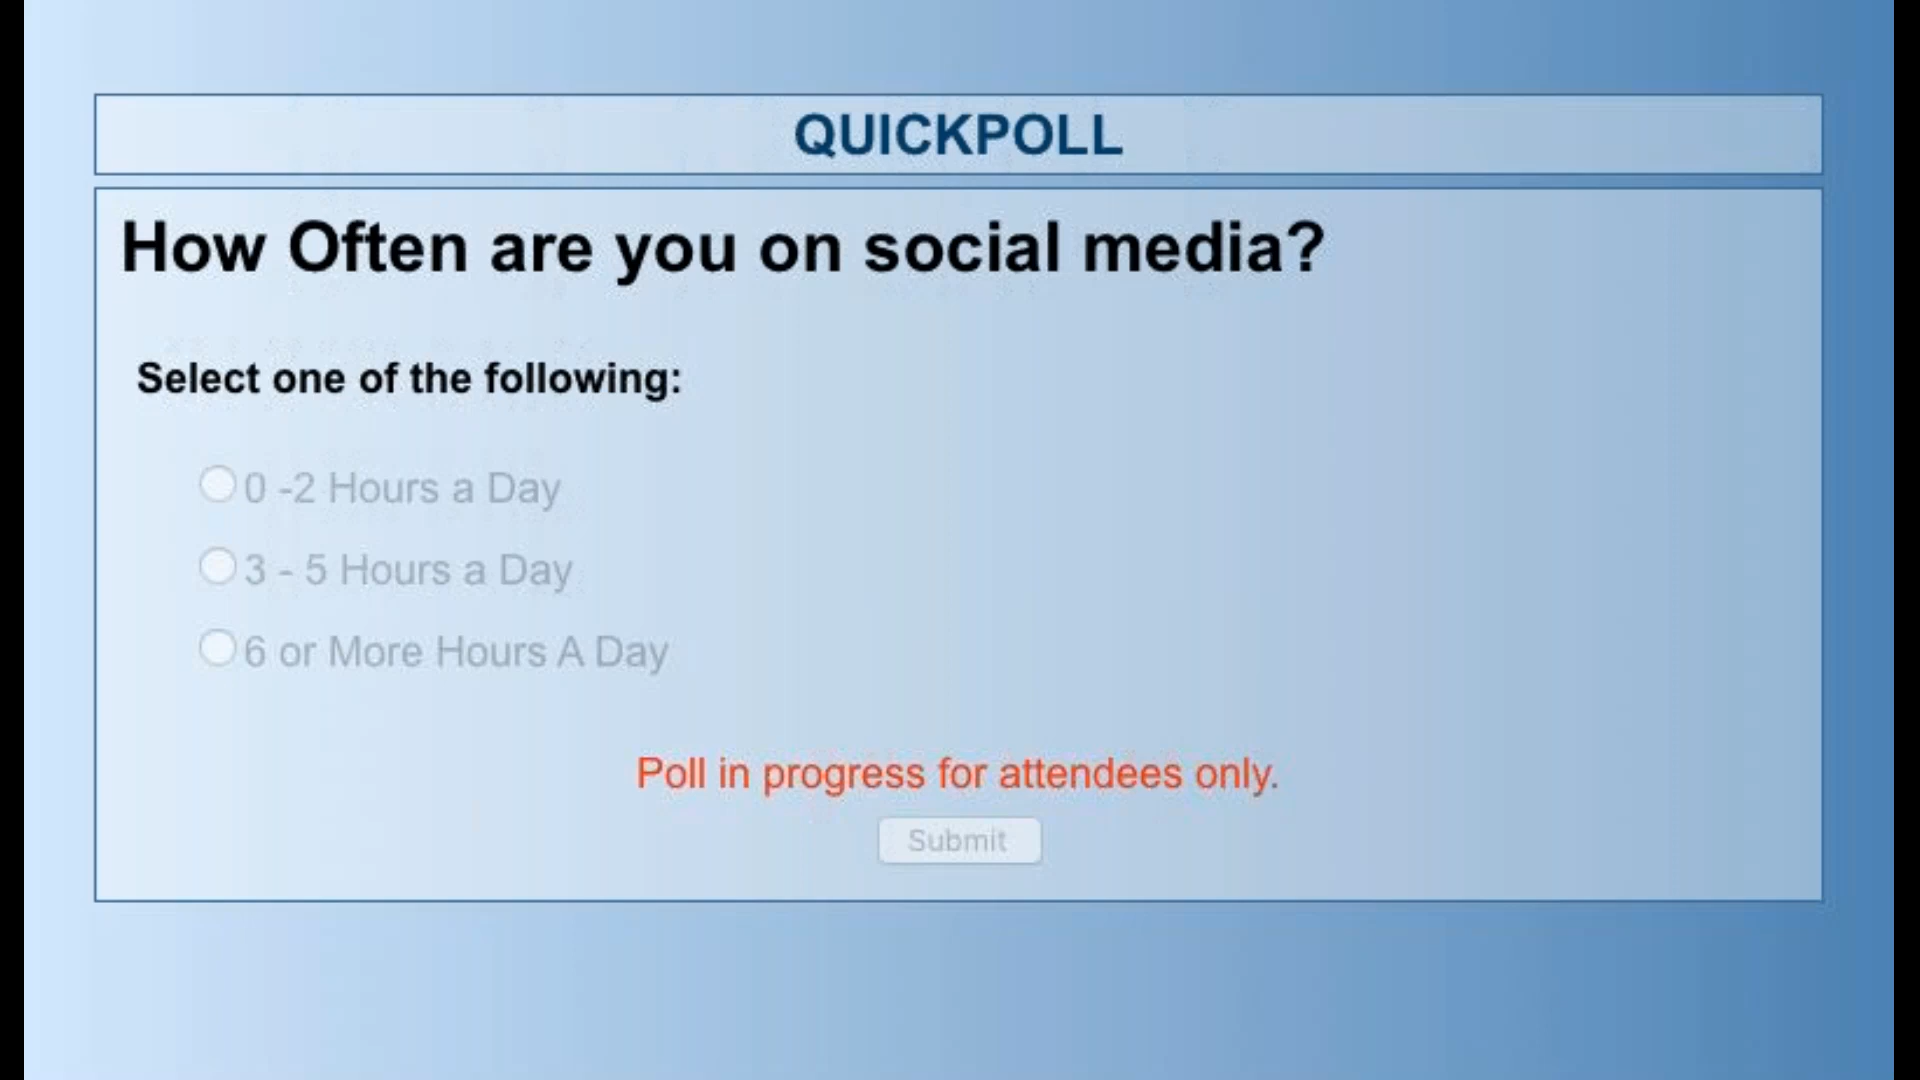 QUICKPOLL
How Often are you on social media?
Select one of the following:
0 -2 Hours a Day
3 - 5 Hours a Day
6 or More Hours A Day
Poll in progress for attendees only.
Submit